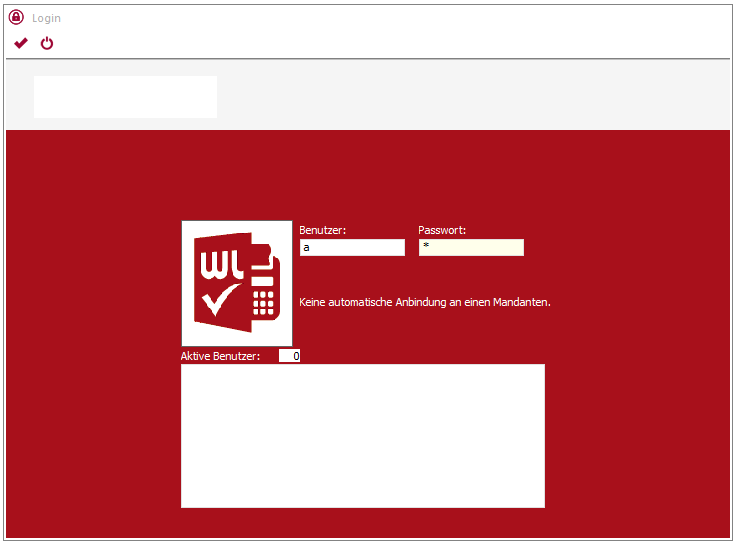 Login
Benutzer:
Passwort:
a
*
wl
Keine automatische Anbindung an einen Mandanten.
Aktive Benutzer:
0